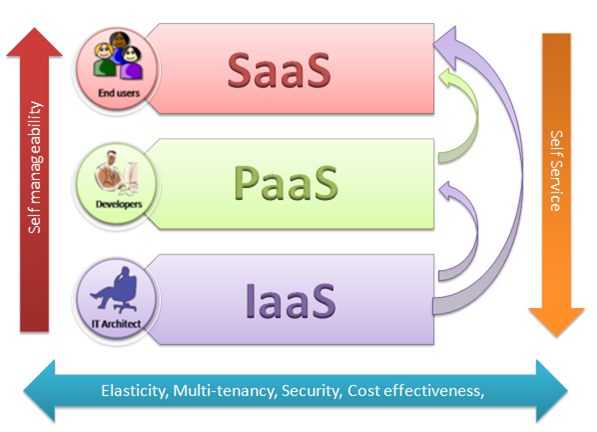 SaaS
End users
PaaS
Developers
IaaS
IT Architect
Self manageability
Self Service
Elasticity, Multi-tenancy, Security, Cost effectiveness,